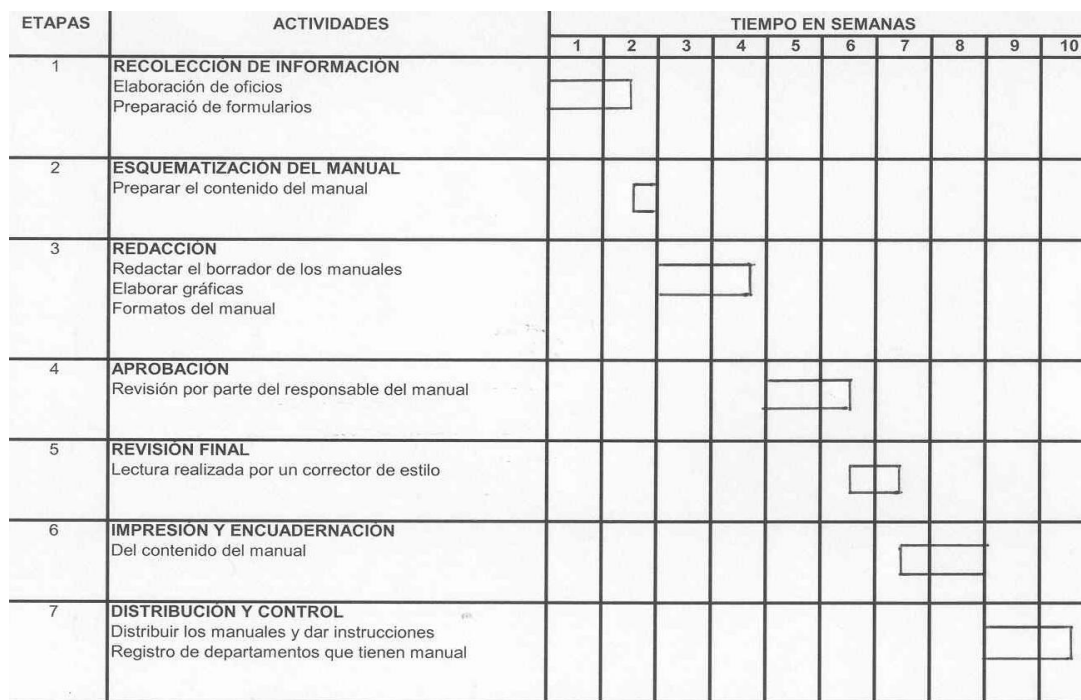 ETAPAS ACTIVIDADES TIEMPO EN SEMANAS
1 2 3 4 5 6 7 8 9 10
1 RECOLECCIÓN DE INFORMACIÓN
Elaboración de oficios
Preparació de formularios
2 ESQUEMATIZACIÓN DEL MANUAL
Preparar el contenido del manual
3 REDACCIÓN
Redactar el borrador de los manuales
Elaborar gráficas
Formatos del manual
4 APROBACIÓN
Revisión por parte del responsable del manual
5 REVISIÓN FINAL
Lectura realizada por un corrector de estilo
6 IMPRESIÓN Y ENCUADERNACIÓN
Del contenido del manual
7 DISTRIBUCIÓN Y CONTROL
Distribuir los manuales y dar instrucciones
Registro de departamentos que tienen manual